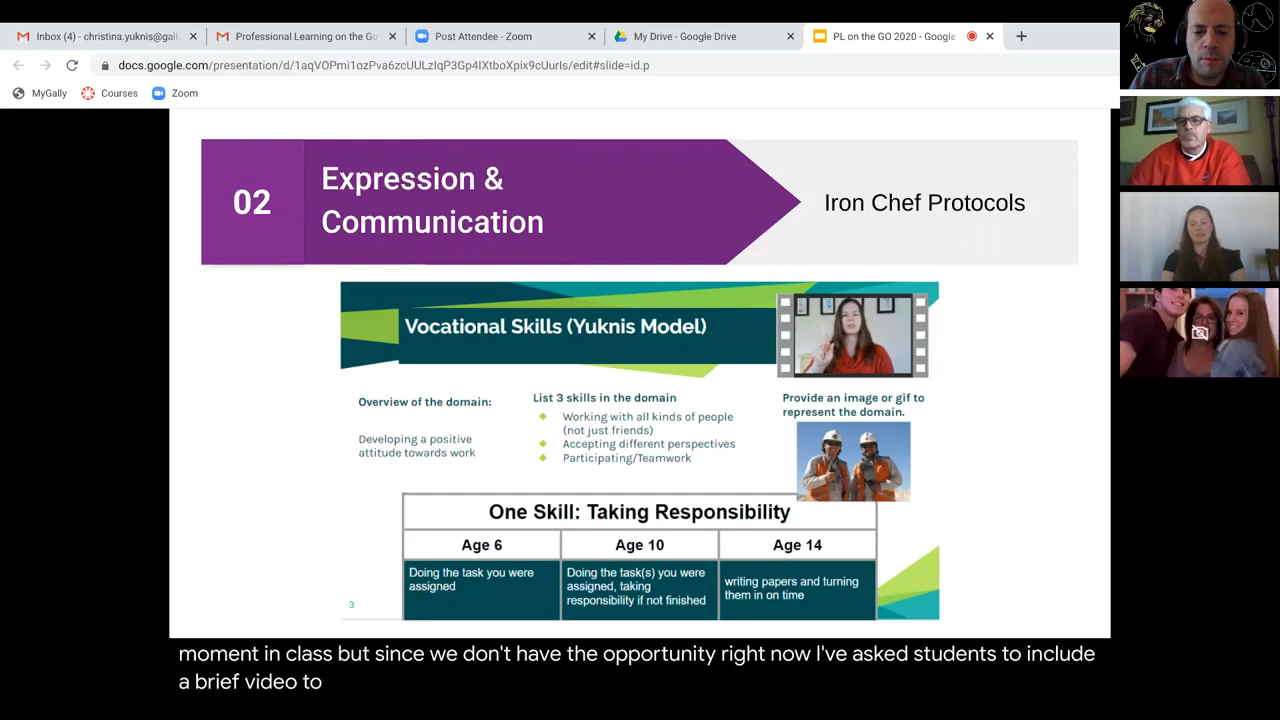 Inbox (4) - christina.yuknis@gall
Professional Learning on the Go
Post Attendee - Zoom
My Drive - Google Drive
PL on the GO 2020 - Google
docs.google.com/presentation/d/1aqVOPmi1ozPva6zcUULzIqP3Gp4IXtboXpix9cUurIs/edit#slide=id.p
MyGally
Courses
Zoom
02
Expression &
Communication
Iron Chef Protocols
Vocational Skills (Yuknis Model)
Overview of the domain:
Developing a positive
attitude towards work
List 3 skills in the domain
Working with all kinds of people
(not just friends)
Accepting different perspectives
Participating/Teamwork
Provide an image or gif to
represent the domain.
One Skill: Taking Responsibility
Age 6
Age 10
Age 14
Doing the task you were
assigned
Doing the task(s) you were
assigned, taking
responsibility if not finished
writing papers and turning
them in on time
3
moment in class but since we don't have the opportunity right now I've asked students to include
a brief video to